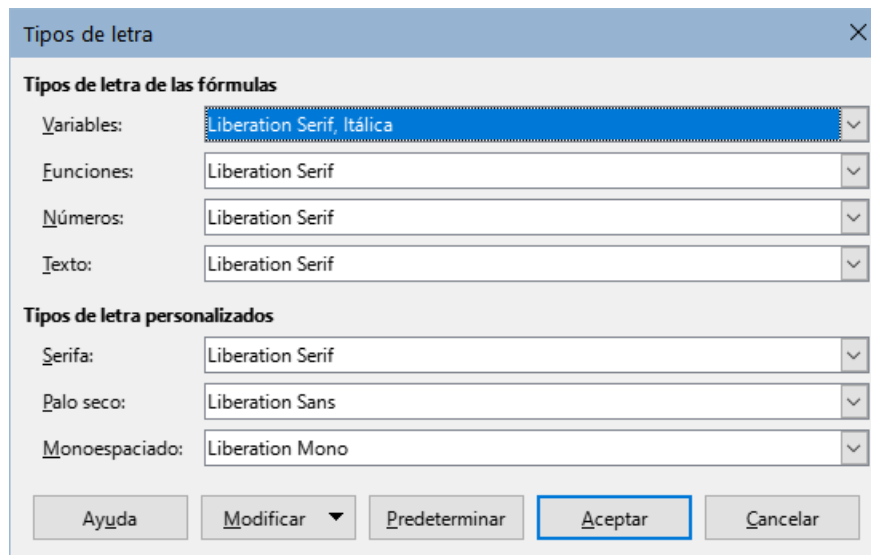 Tipos de letra
Tipos de letra de las fórmulas
Variables: Liberation Serif, Itálica
Funciones: Liberation Serif
Números: Liberation Serif
Texto: Liberation Serif
Tipos de letra personalizados
Serifa: Liberation Serif
Palo seco: Liberation Sans
Monoespaciado: Liberation Mono
Ayuda Modificar Predeterminar Aceptar Cancelar